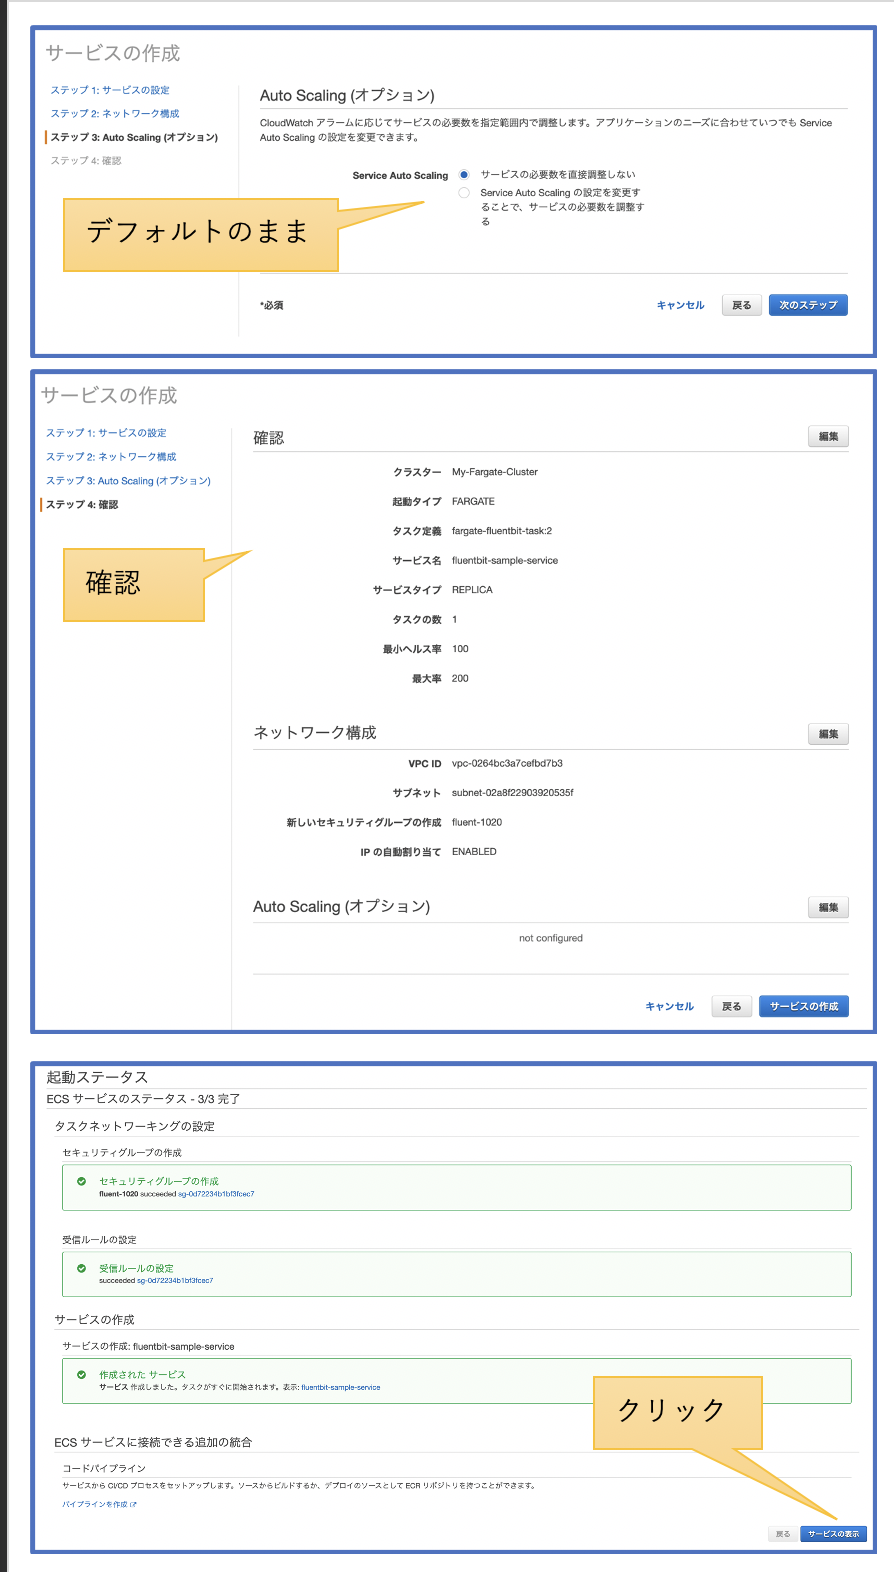 サービスの作成
ステップ 1: サービスの設定
ステップ 2: ネットワーク構成
ステップ 3: Auto Scaling (オプション)
ステップ 4: 確認
Auto Scaling (オプション)
CloudWatch アラームに応じてサービスの必要数を指定範囲内で調整します。アプリケーションのニーズに合わせていつでも Service
Auto Scaling の設定を変更できます。
Service Auto Scaling
サービスの必要数を直接調整しない
Service Auto Scaling の設定を変更す
ることで、サービスの必要数を調整す
る
デフォルトのまま
*必須
キャンセル
戻る
次のステップ
サービスの作成
ステップ 1: サービスの設定
ステップ 2: ネットワーク構成
ステップ 3: Auto Scaling (オプション)
ステップ 4: 確認
確認
確認
編集
クラスター My-Fargate-Cluster
起動タイプ FARGATE
タスク定義 fargate-fluentbit-task:2
サービス名 fluentbit-sample-service
サービスタイプ REPLICA
タスクの数 1
最小ヘルス率 100
最大率 200
ネットワーク構成
編集
VPC ID vpc-0264bc3a7cefbd7b3
サブネット subnet-02a8f22903920535f
新しいセキュリティグループの作成 fluent-1020
IP の自動割り当て ENABLED
Auto Scaling (オプション)
編集
not configured
キャンセル
戻る
サービスの作成
起動ステータス
ECS サービスのステータス - 3/3 完了
タスクネットワーキングの設定
セキュリティグループの作成
セキュリティグループの作成
fluent-1020 succeeded sg-0d72234b1bf3fcec7
受信ルールの設定
受信ルールの設定
succeeded sg-0d72234b1bf3fcec7
サービスの作成
サービスの作成: fluentbit-sample-service
作成された サービス
サービス 作成しました。タスクがすぐに開始されます。表示: fluentbit-sample-service
クリック
ECS サービスに接続できる追加の統合
コードパイプライン
サービスから CI/CD プロセスをセットアップします。ソースからビルドするか、デプロイのソースとして ECR リポジトリを持つことができます。
パイプラインを作成
戻る
サービスの表示